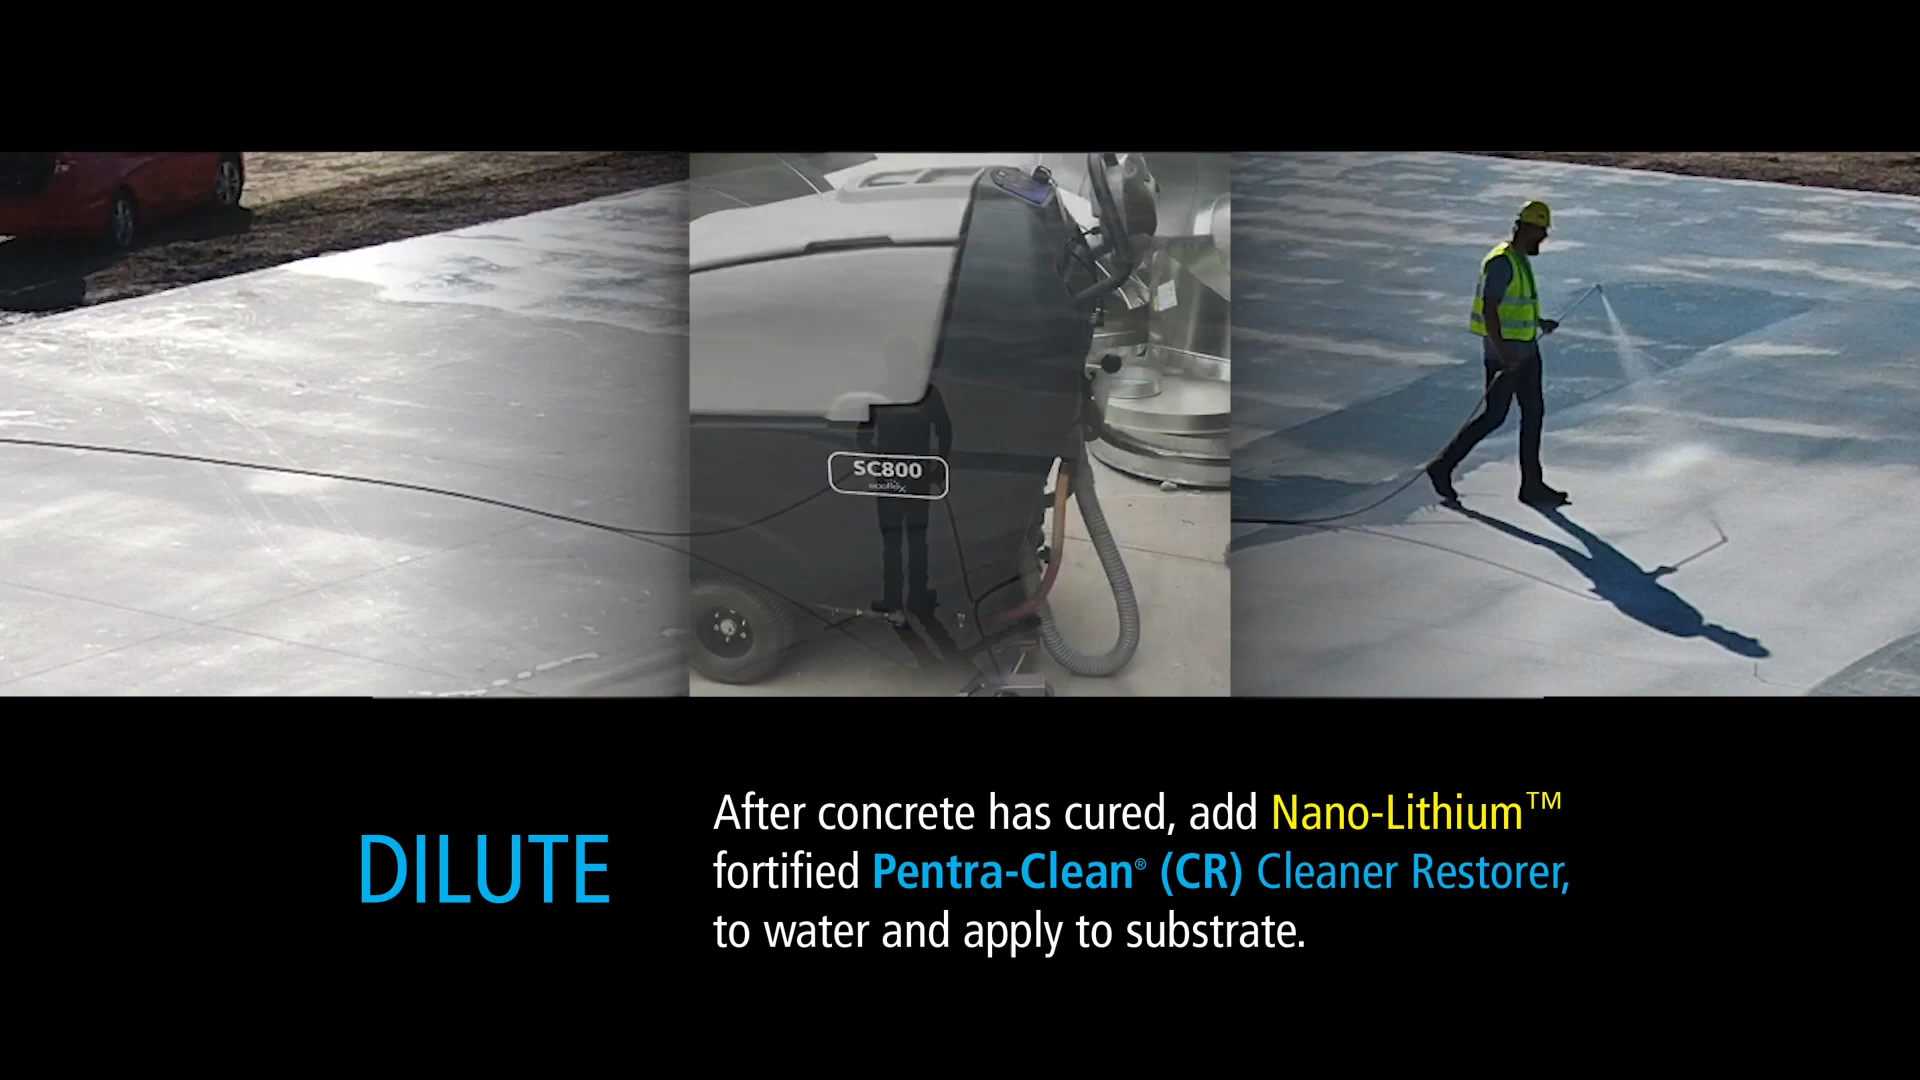 SC800
DILUTE
After concrete has cured, add Nano-Lithium™
fortified Pentra-Clean® (CR) Cleaner Restorer,
to water and apply to substrate.